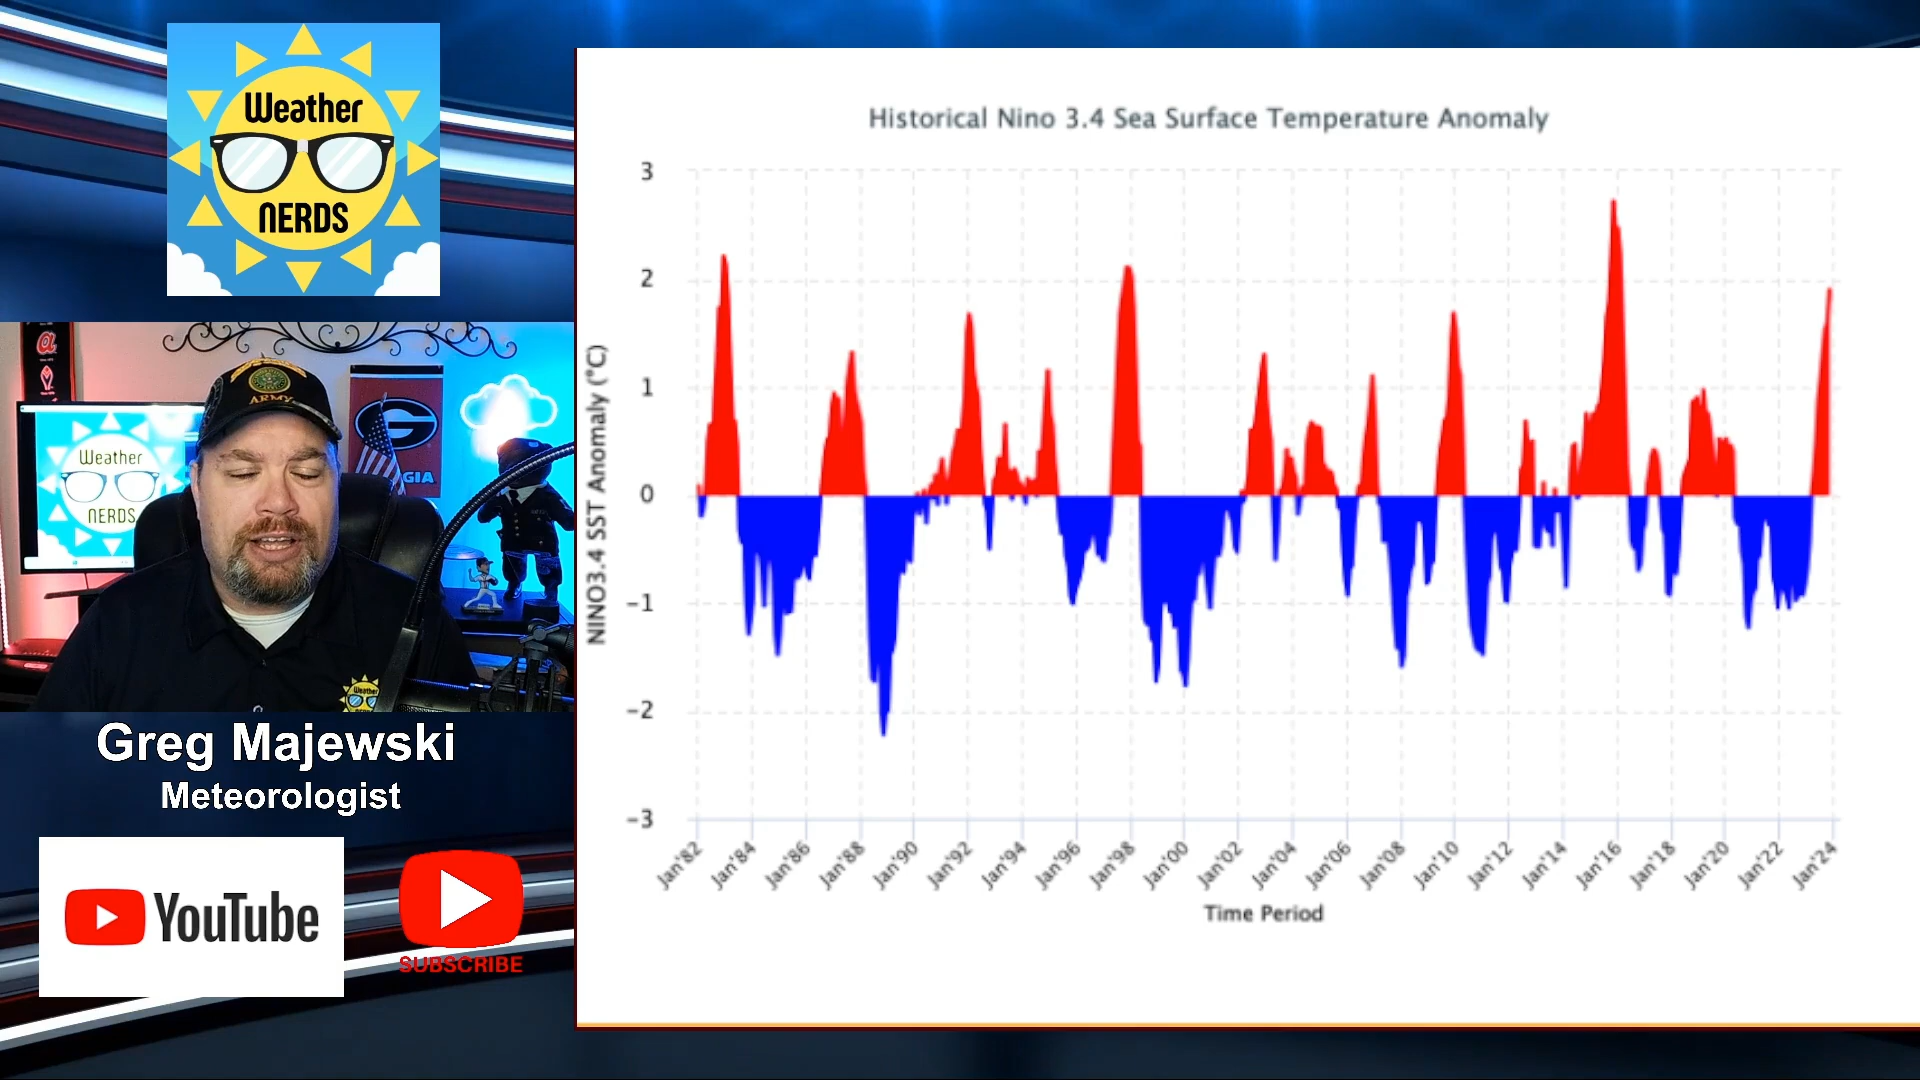 Weather
NERDS
ARMY
GIA
Weather
NERDS
Weather
Greg Majewski
Meteorologist
YouTube
SUBSCRIBE
Historical Nino 3.4 Sea Surface Temperature Anomaly
NINO3.4 SST Anomaly (°C)
3
2
1
0
-1
-2
-3
Jan'82
Jan'84
Jan'86
Jan'88
Jan'90
Jan'92
Jan'94
Jan'96
Jan'98
Jan'00
Jan'02
Jan'04
Jan'06
Jan'08
Jan'10
Jan'12
Jan'14
Jan'16
Jan'18
Jan'20
Jan'22
Jan'24
Time Period